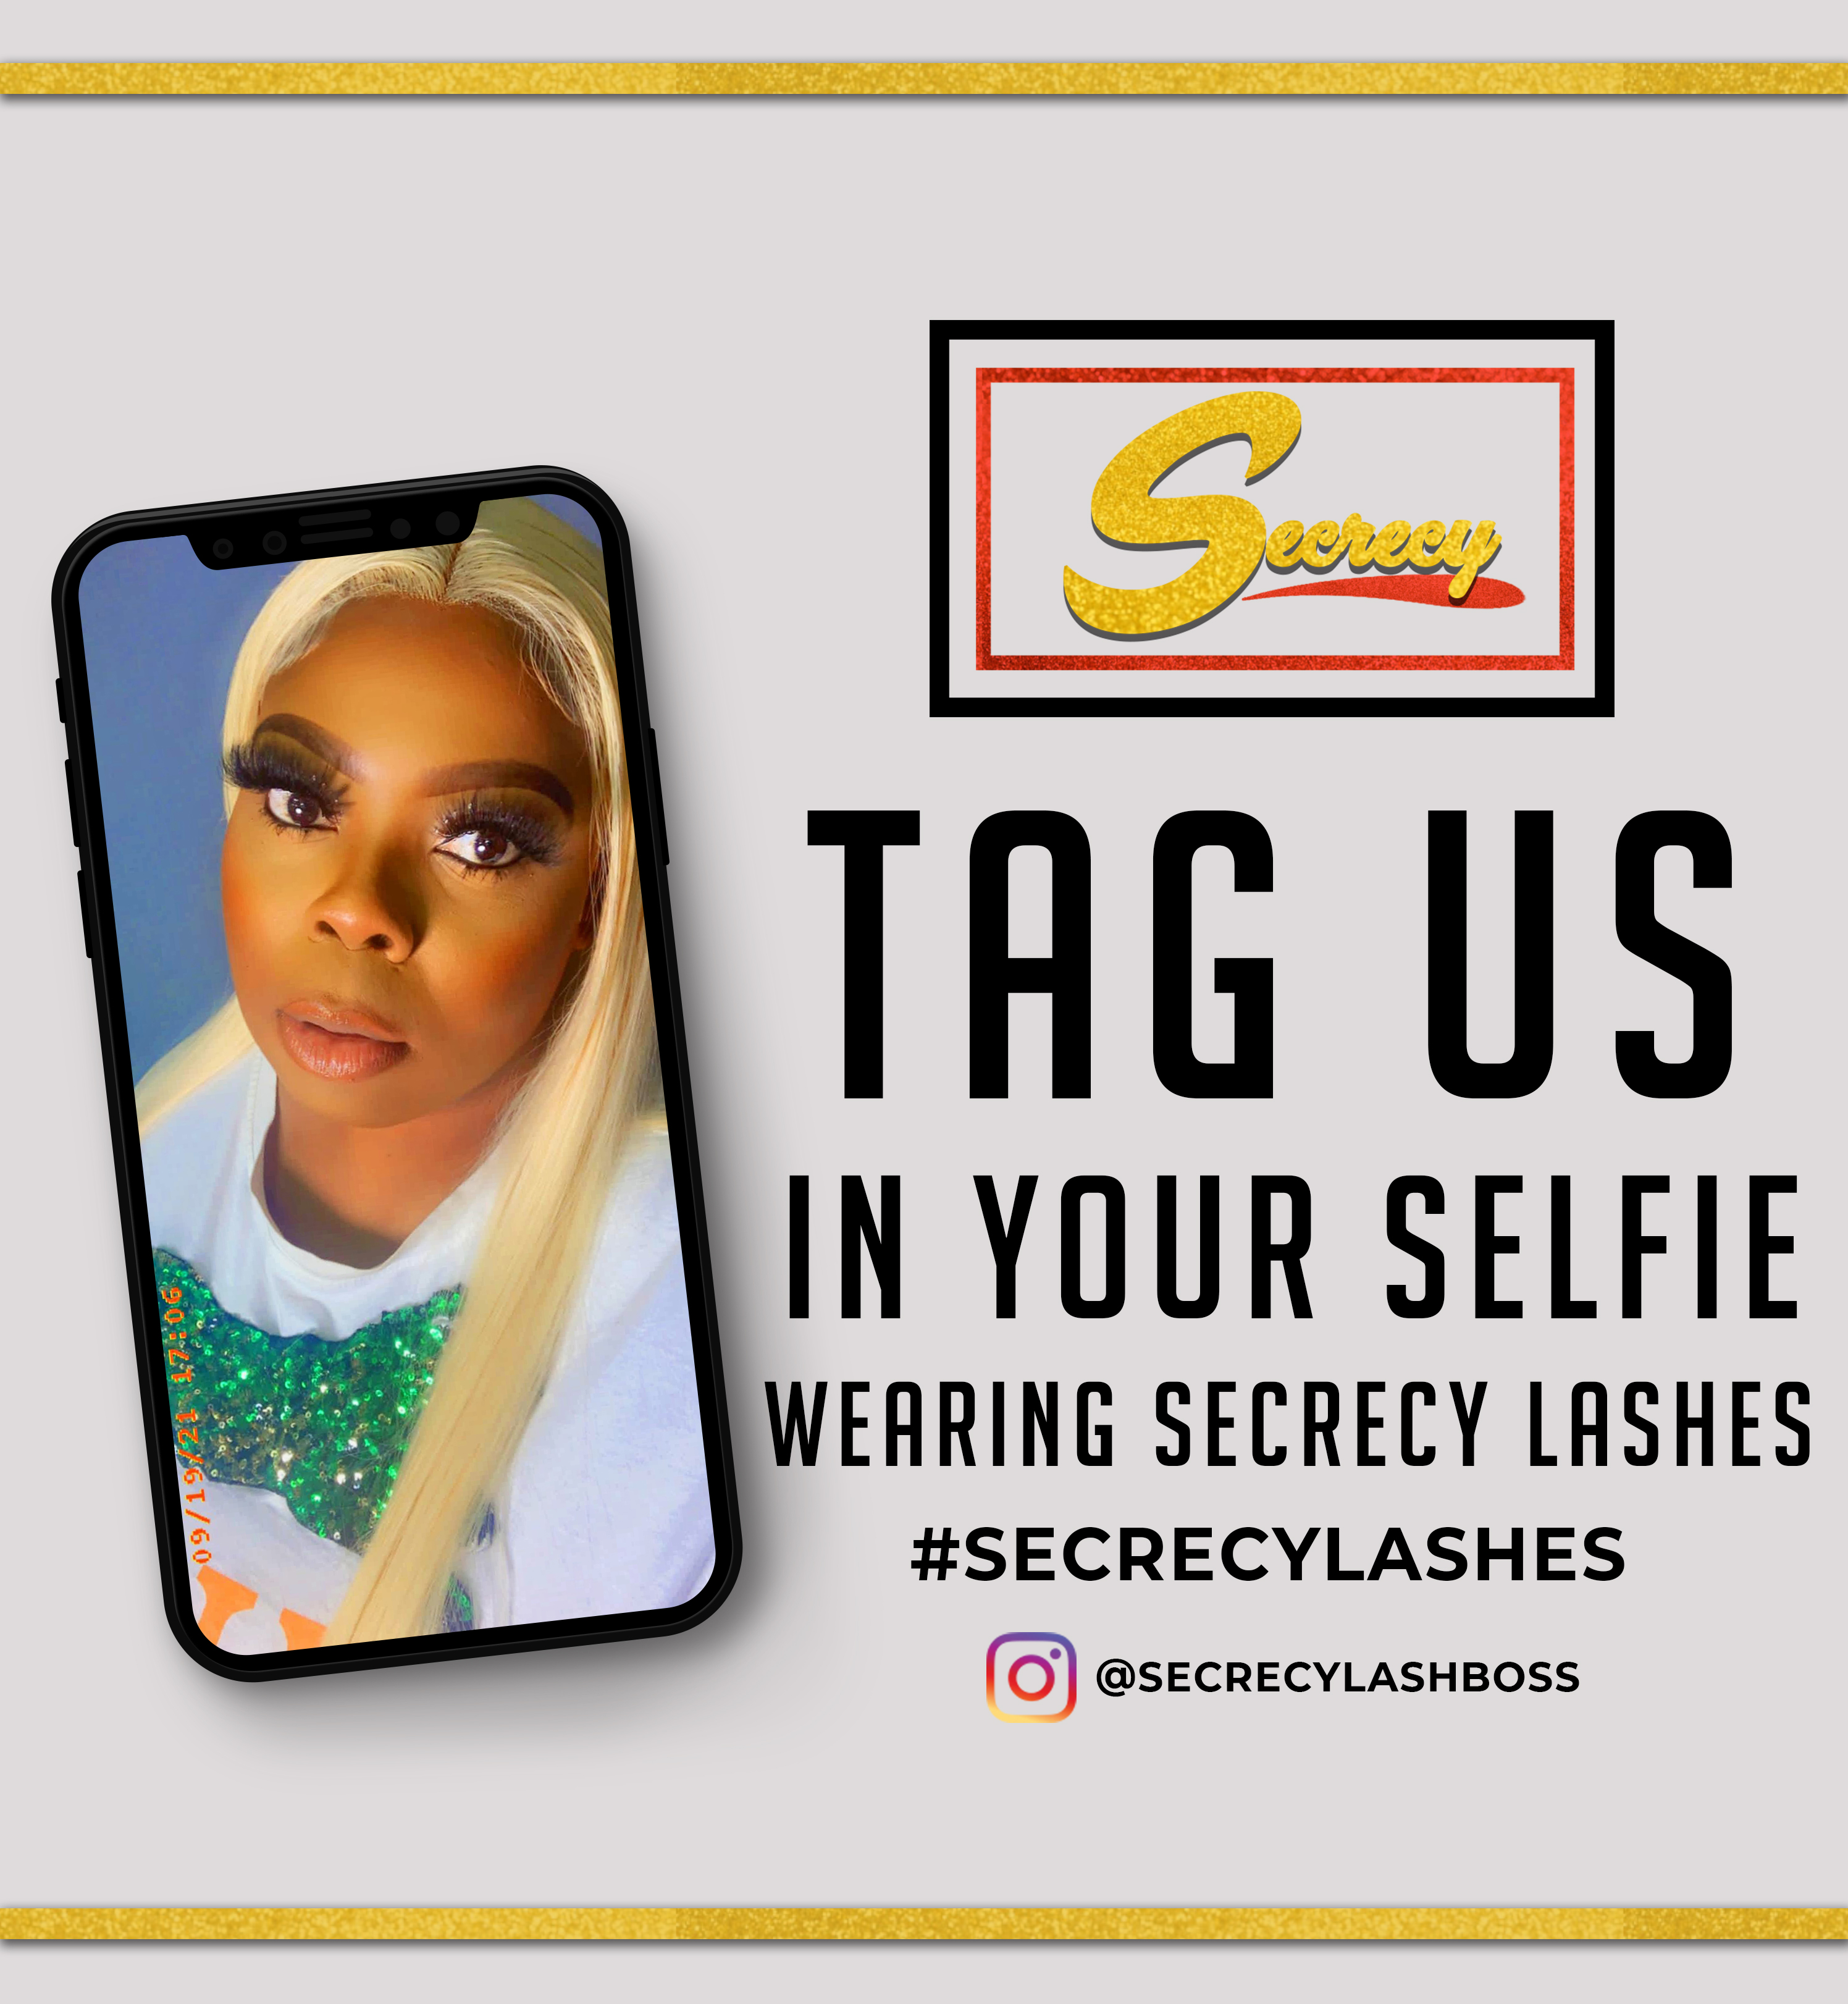 Secrecy
TAG US
IN YOUR SELFIE
WEARING SECRECY LASHES
#SECRECYLASHES
@SECRECYLASHBOSS
09/19/21 17:06